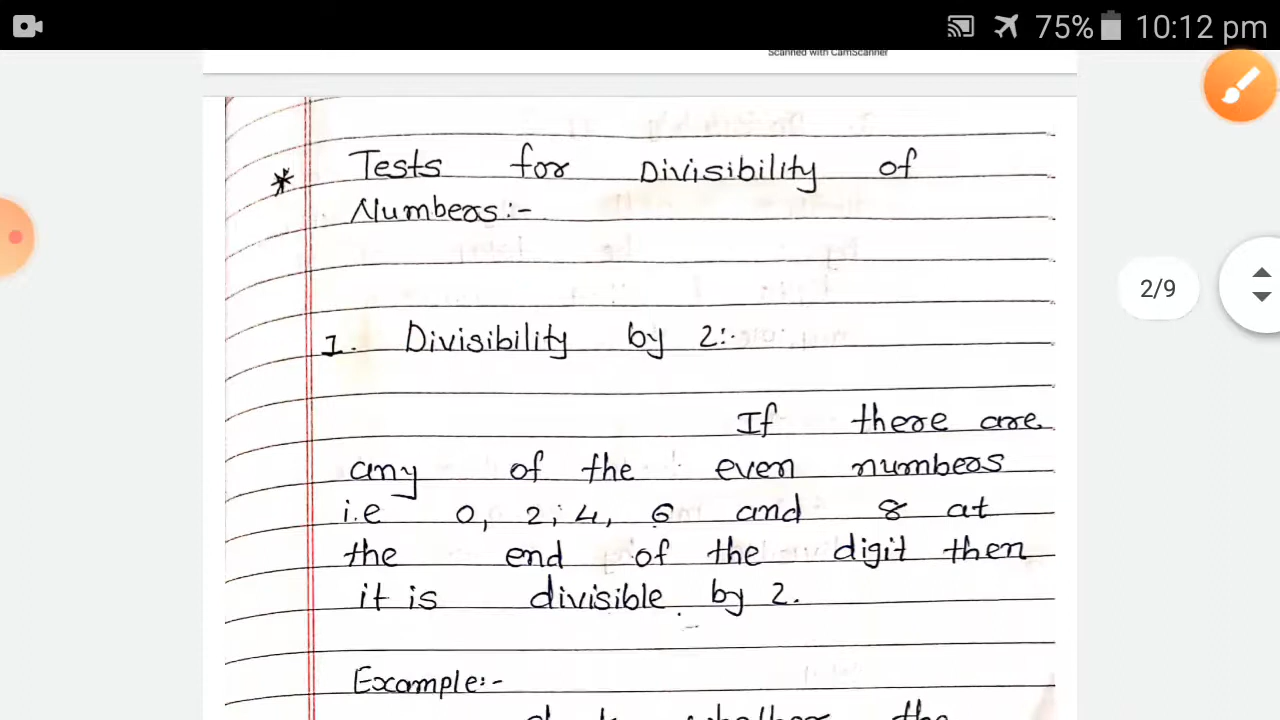 75% 10:12 pm
Scanned with CamScanner
* Tests for Divisibility of
Numbers:-
1. Divisibility by 2:-
If there are
any of the even numbers
i.e 0, 2, 4, 6 and 8 at
the end of the digit then
it is divisible by 2.
2/9
Example:-
whether the